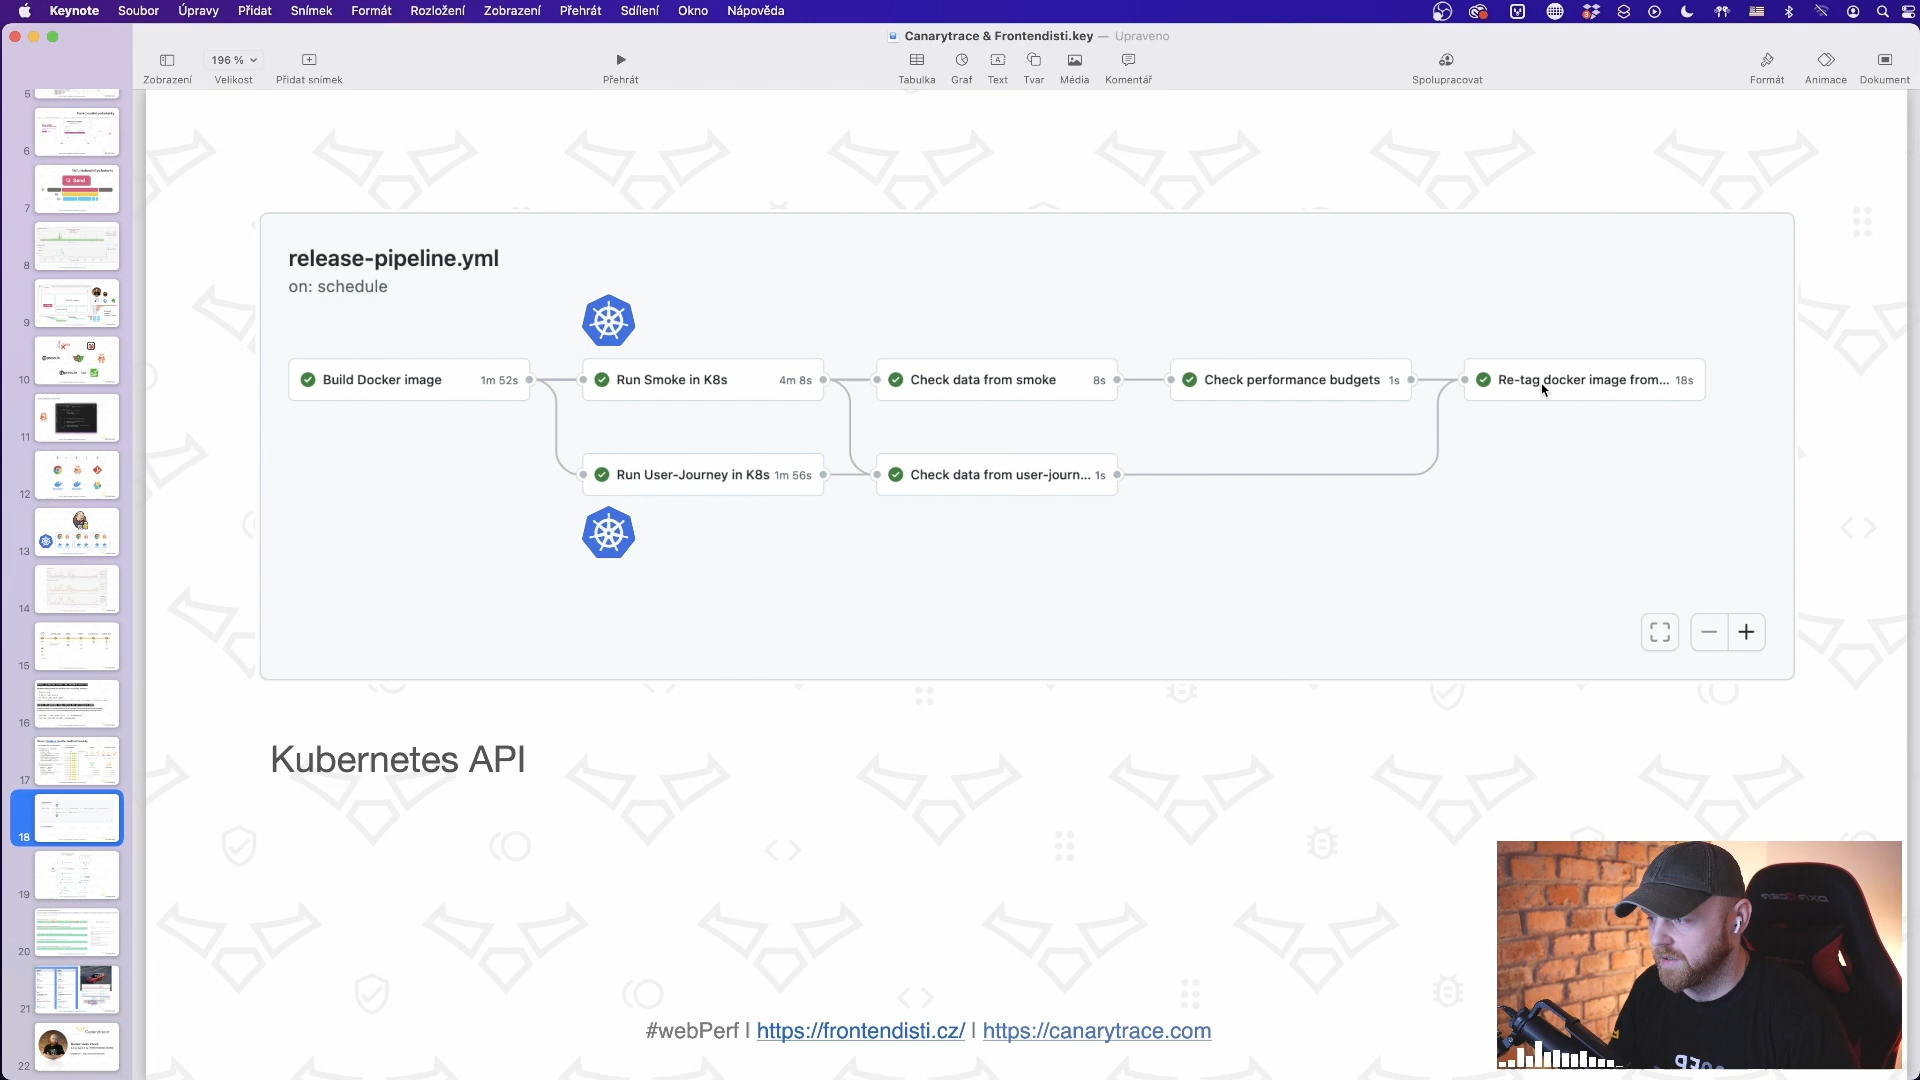 Keynote Soubor Úpravy Přidat Snímek Formát Rozložení Zobrazení Přehrát Sdílení Okno Nápověda
Canarytrace & Frontendisti.key — Upraveno
196 %
Zobrazení Velikost Přidat snímek Přehrát Tabulka Graf Text Tvar Média Komentář Spolupracovat Formát Animace Dokument
5
6
7
8
9
10
11
12
13
14
15
16
17
18
19
20
21
22
release-pipeline.yml
on: schedule
Build Docker image 1m 52s
Run Smoke in K8s 4m 8s
Check data from smoke 8s
Check performance budgets 1s
Re-tag docker image from... 18s
Run User-Journey in K8s 1m 56s
Check data from user-journ... 1s
Kubernetes API
#webPerf | https://frontendisti.cz/ | https://canarytrace.com